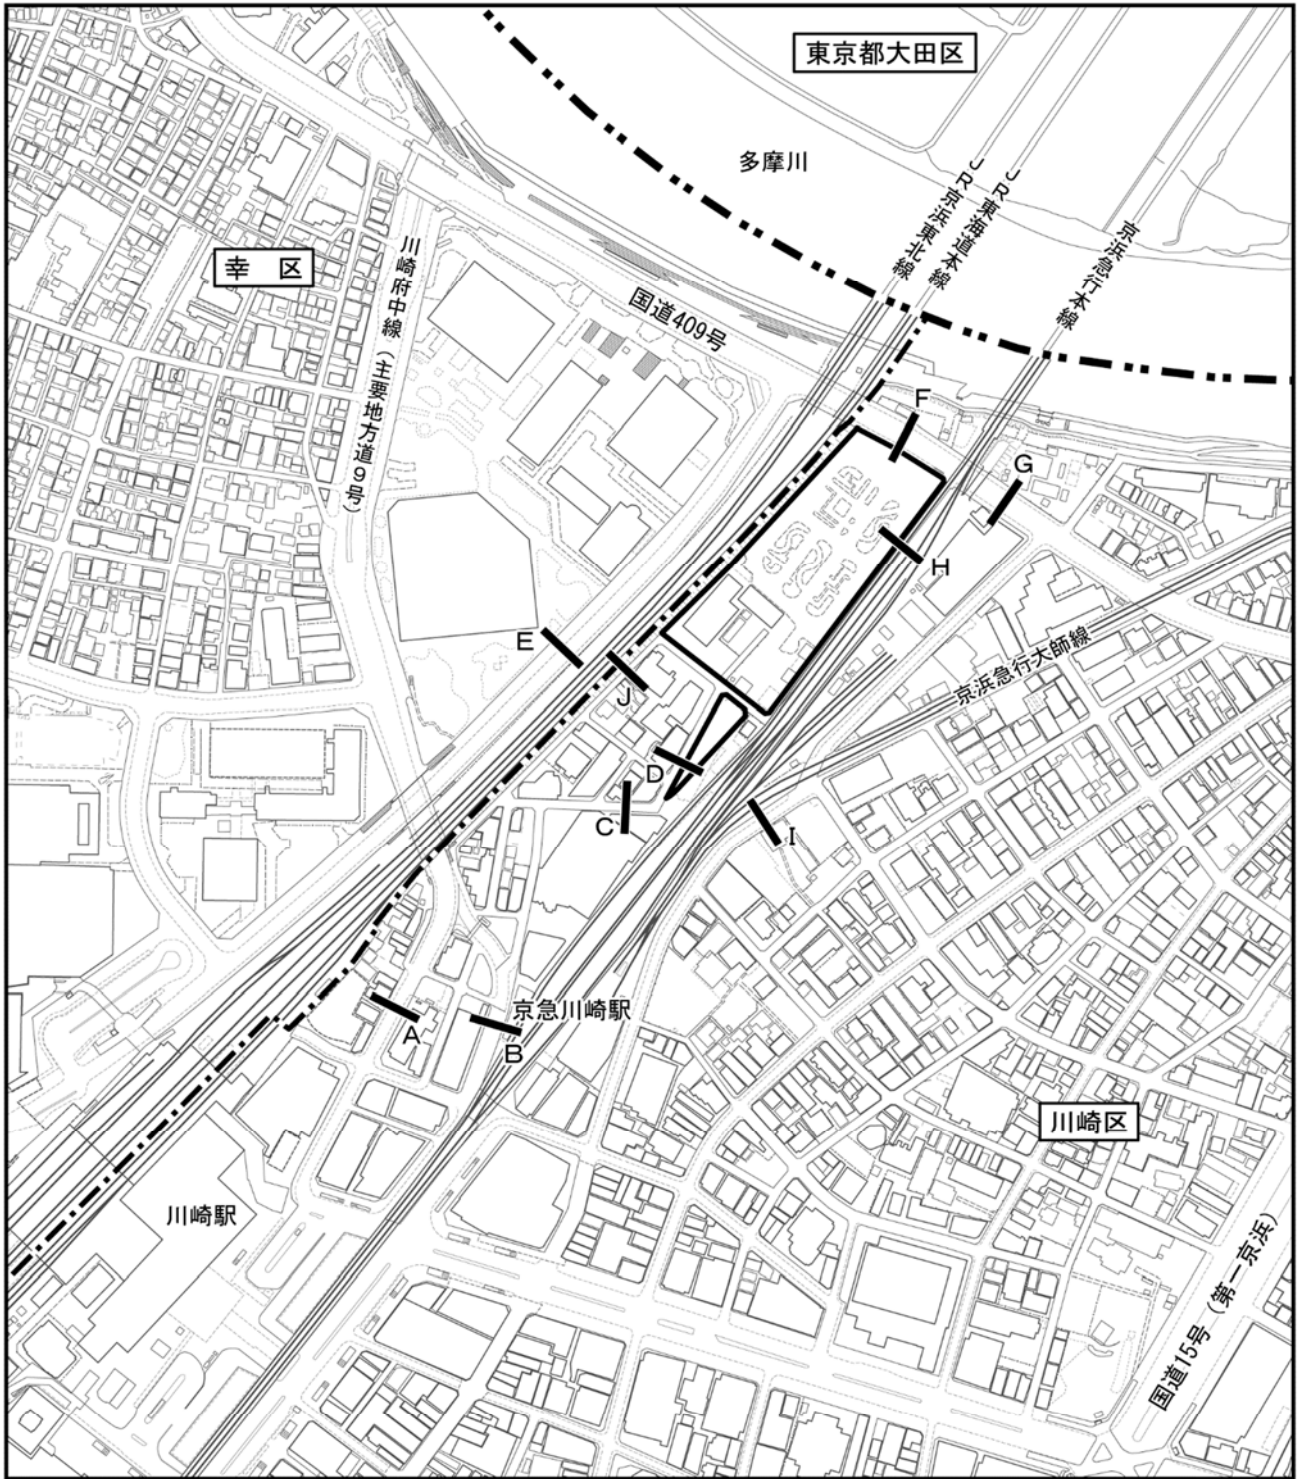 東京都大田区
多摩川
JR京浜東北線
JR東海道本線
京浜急行本線
幸 区
川崎府中線（主要地方道9号）
国道409号
F
G
H
E
J
京浜急行大師線
D
C
I
A
京急川崎駅
B
川崎区
川崎駅
国道15号（第一京浜）